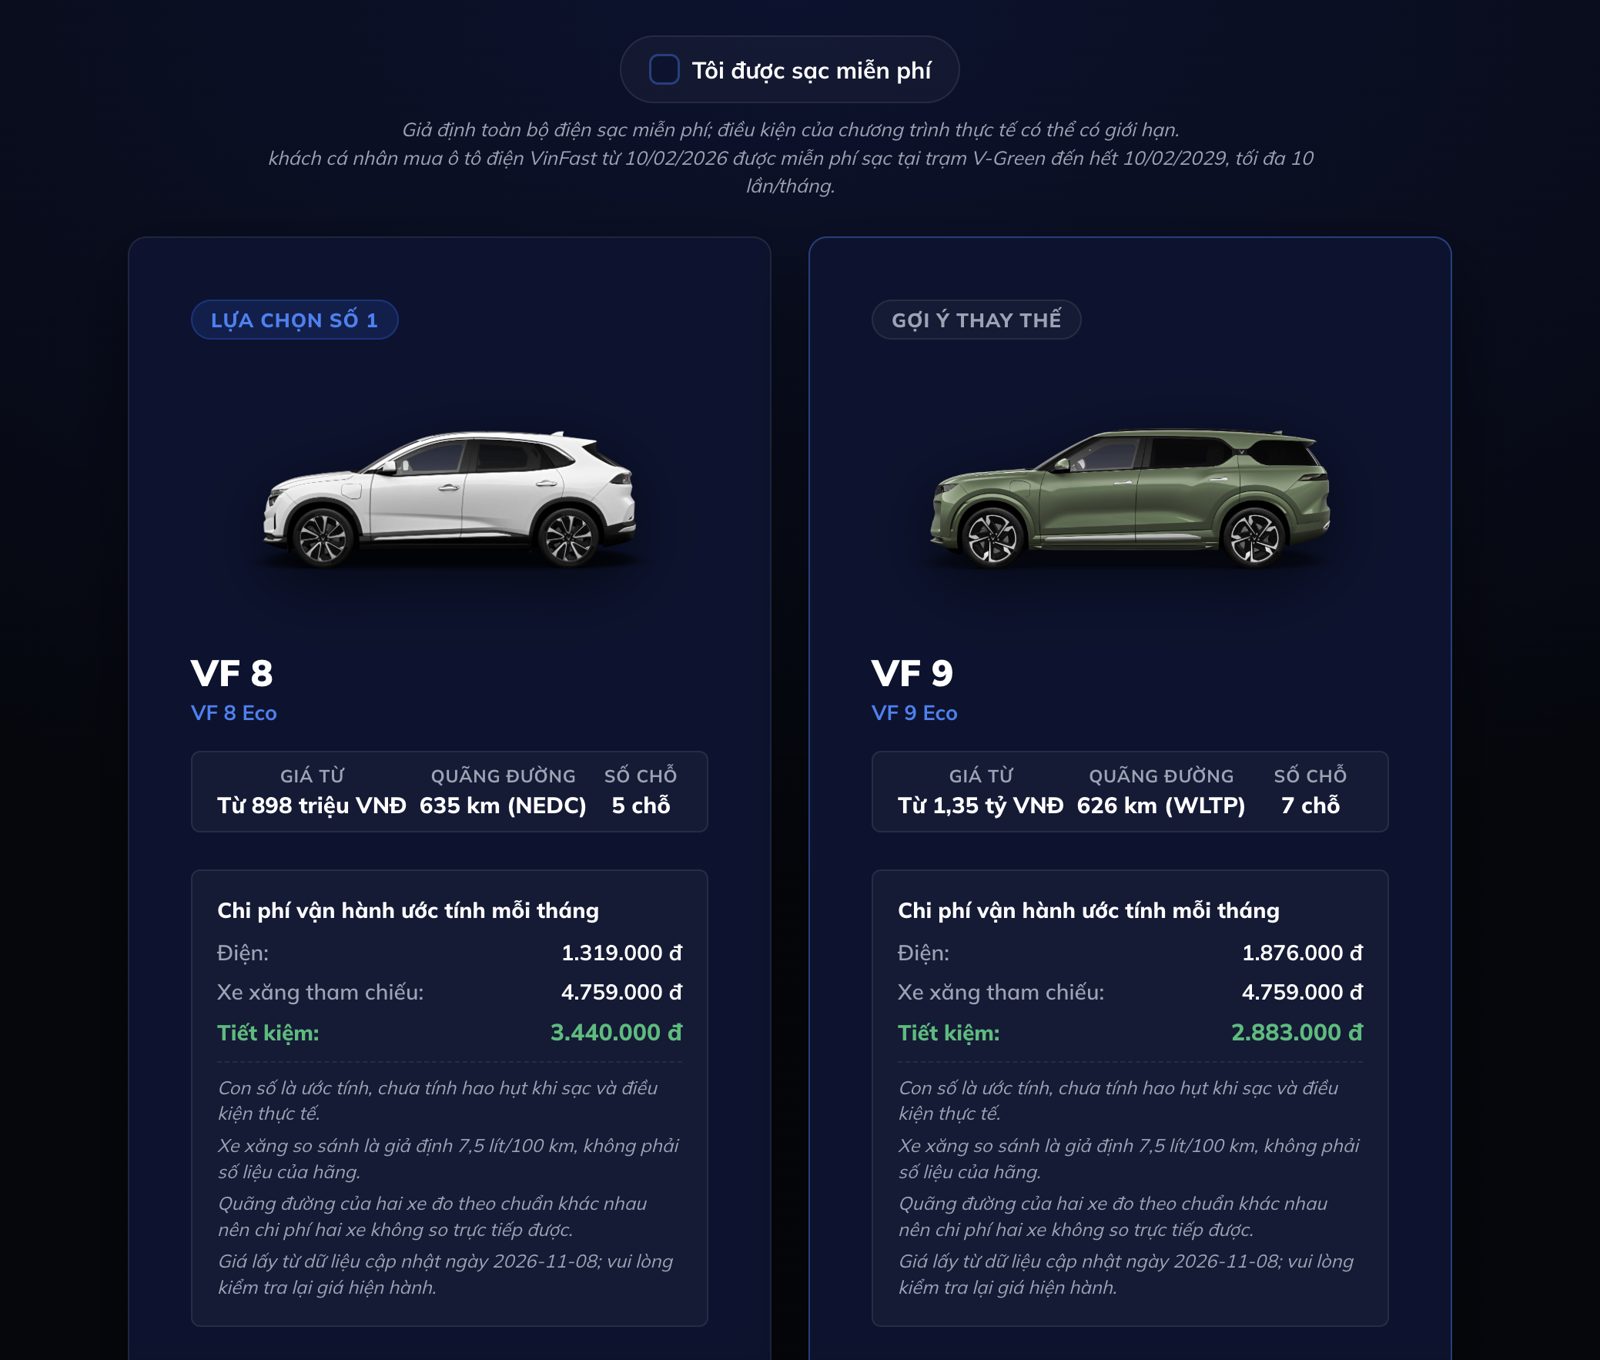 Tôi được sạc miễn phí
Giả định toàn bộ điện sạc miễn phí; điều kiện của chương trình thực tế có thể có giới hạn.
khách cá nhân mua ô tô điện VinFast từ 10/02/2026 được miễn phí sạc tại trạm V-Green đến hết 10/02/2029, tối đa 10
lần/tháng.
LỰA CHỌN SỐ 1
VF 8
VF 8 Eco
GIÁ TỪ QUÃNG ĐƯỜNG SỐ CHỖ
Từ 898 triệu VNĐ 635 km (NEDC) 5 chỗ
Chi phí vận hành ước tính mỗi tháng
Điện: 1.319.000 đ
Xe xăng tham chiếu: 4.759.000 đ
Tiết kiệm: 3.440.000 đ
Con số là ước tính, chưa tính hao hụt khi sạc và điều
kiện thực tế.
Xe xăng so sánh là giả định 7,5 lít/100 km, không phải
số liệu của hãng.
Quãng đường của hai xe đo theo chuẩn khác nhau
nên chi phí hai xe không so trực tiếp được.
Giá lấy từ dữ liệu cập nhật ngày 2026-11-08; vui lòng
kiểm tra lại giá hiện hành.
GỢI Ý THAY THẾ
VF 9
VF 9 Eco
GIÁ TỪ QUÃNG ĐƯỜNG SỐ CHỖ
Từ 1,35 tỷ VNĐ 626 km (WLTP) 7 chỗ
Chi phí vận hành ước tính mỗi tháng
Điện: 1.876.000 đ
Xe xăng tham chiếu: 4.759.000 đ
Tiết kiệm: 2.883.000 đ
Con số là ước tính, chưa tính hao hụt khi sạc và điều
kiện thực tế.
Xe xăng so sánh là giả định 7,5 lít/100 km, không phải
số liệu của hãng.
Quãng đường của hai xe đo theo chuẩn khác nhau
nên chi phí hai xe không so trực tiếp được.
Giá lấy từ dữ liệu cập nhật ngày 2026-11-08; vui lòng
kiểm tra lại giá hiện hành.